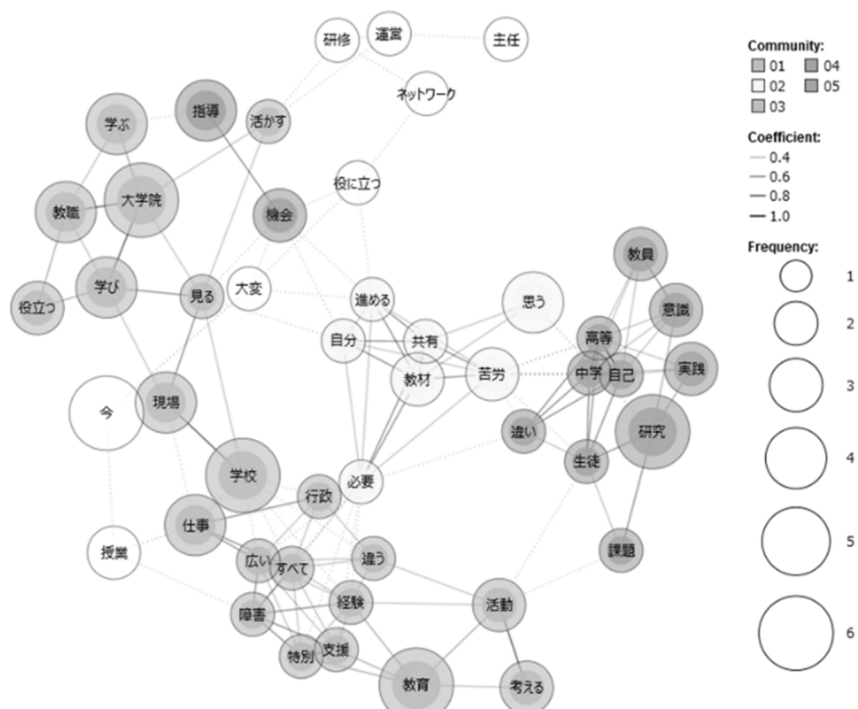 研修
運営
主任
ネットワーク
学ぶ
指導
活かす
役に立つ
教職
大学院
機会
学び
見る
大変
進める
役立つ
自分
共有
思う
教材
苦労
教員
意識
高等
中学
自己
実践
違い
研究
生徒
課題
今
現場
学校
必要
行政
仕事
授業
広い
すべて
違う
障害
経験
活動
特別
支援
教育
考える
Community:
01 04
02 05
03
Coefficient:
0.4
0.6
0.8
1.0
Frequency:
1
2
3
4
5
6